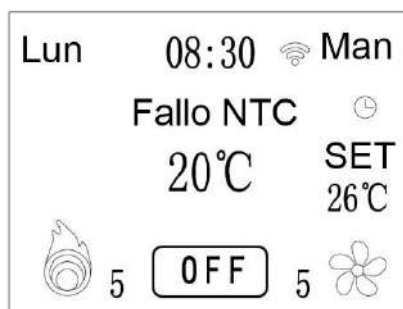 Lun 08:30 Man
Fallo NTC
20℃
SET
26℃
5 OFF 5